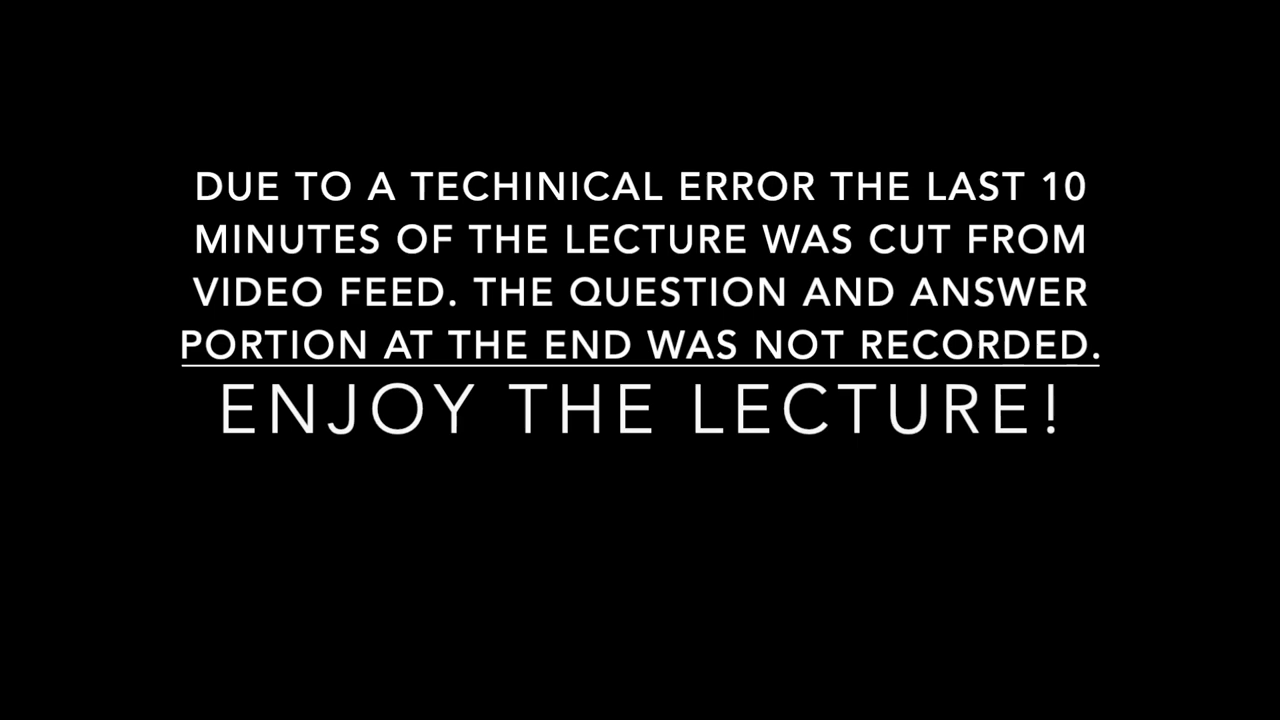 DUE TO A TECHINICAL ERROR THE LAST 10
MINUTES OF THE LECTURE WAS CUT FROM
VIDEO FEED. THE QUESTION AND ANSWER
PORTION AT THE END WAS NOT RECORDED.
ENJOY THE LECTURE!